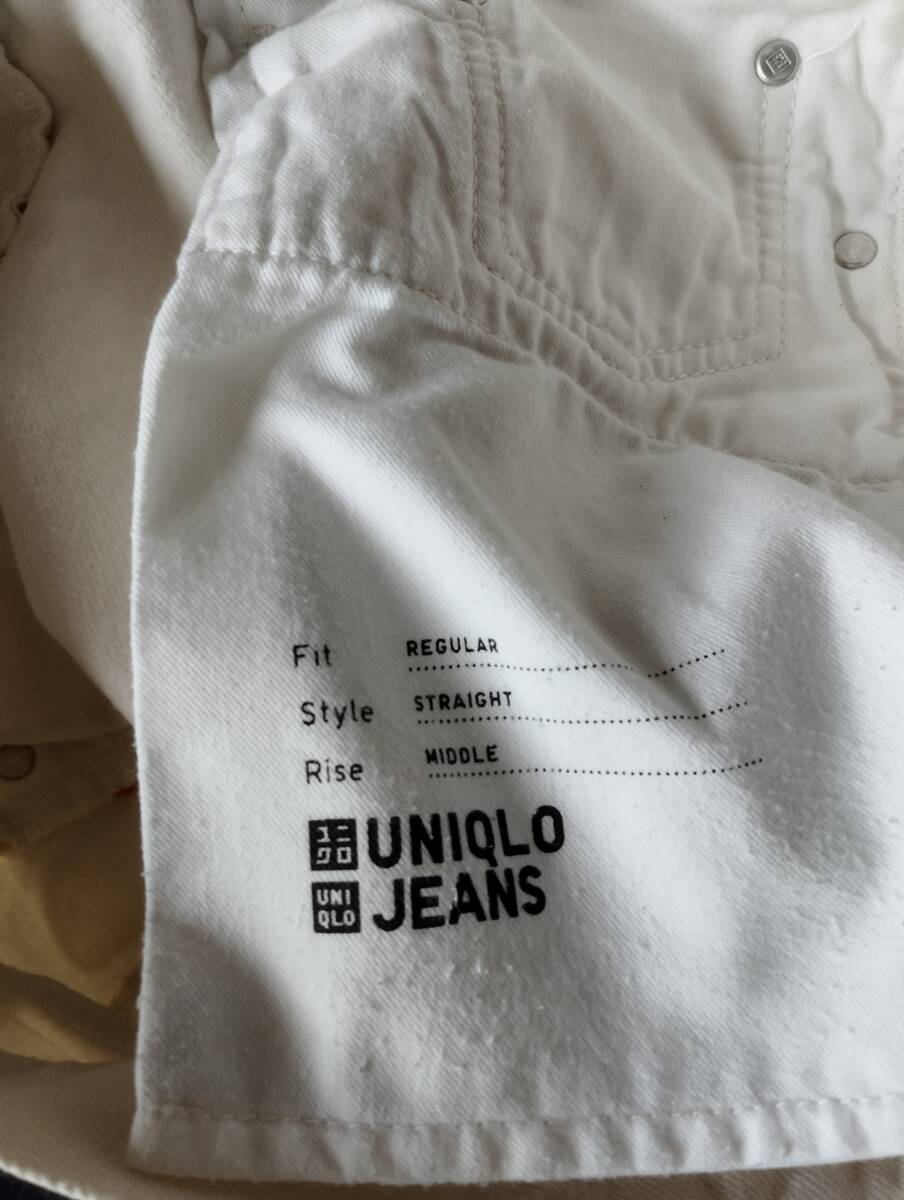 Fit REGULAR
Style STRAIGHT
Rise MIDDLE
ユニ
クロ
UNIQLO
UNI
QLO
JEANS